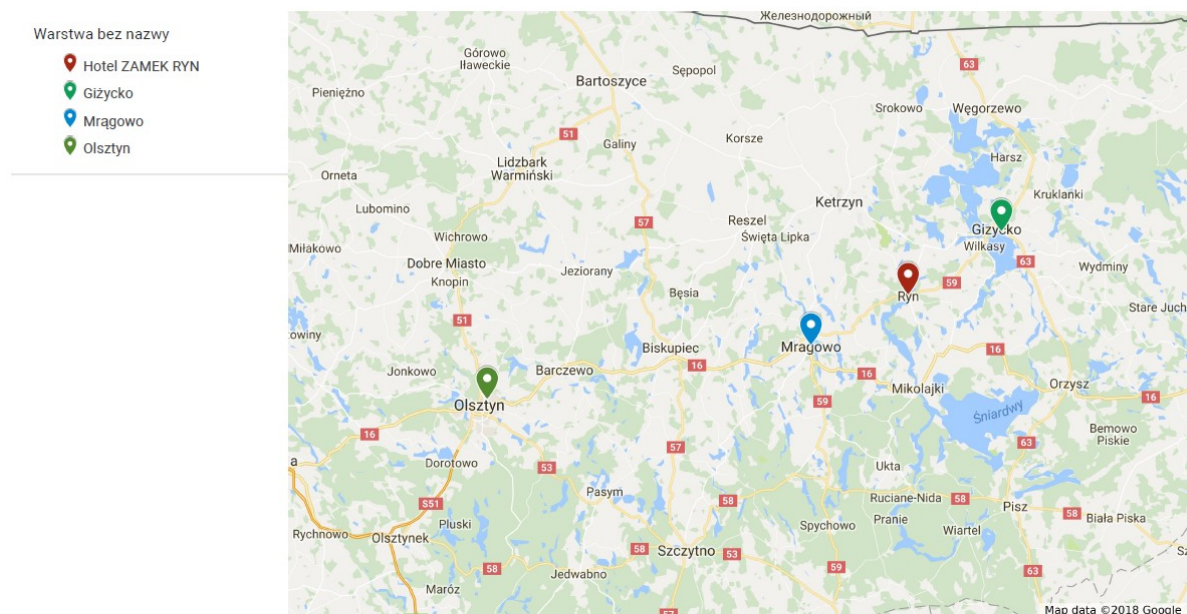 Warstwa bez nazwy
Hotel ZAMEK RYN
Giżycko
Mrągowo
Olsztyn
Железнодорожный
Górowo
Iławeckie
Sępopol
63
Bartoszyce
Pieniężno
Srokowo
Węgorzewo
51
Korsze
Galiny
Harsz
Lidzbark
Warmiński
Orneta
Kruklanki
Kętrzyn
Lubomino
57
Reszel
Giżycko
Święta Lipka
Wichrowo
Miłakowo
Wilkasy
Dobre Miasto
Jeziorany
63
Wydminy
Knopin
59
Bęsia
Ryn
Stare Juch
51
owiny
Biskupiec
Mrągowo
16
16
Jonkowo
Barczewo
16
Mikołajki
Orzysz
16
Olsztyn
59
Śniardwy
16
Bemowo
Piskie
57
63
a
Dorotowo
53
Ukta
Pasym
58
Ruciane-Nida
58
S51
Pisz
58
Pluski
Spychowo
Pranie
Wiartel
Biała Piska
Rychnowo
Olsztynek
58
Szczytno
53
Sz
58
59
63
Jedwabno
Maróz
57
Map data ©2018 Google